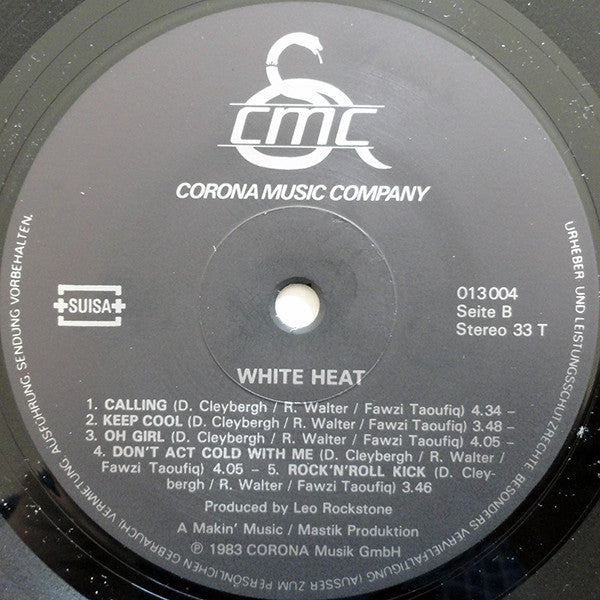 cmc
CORONA MUSIC COMPANY
+SUISA+
013 004
Seite B
Stereo 33 T
WHITE HEAT
1. CALLING (D. Cleybergh / R. Walter / Fawzi Taoufiq) 4.34 –
2. KEEP COOL (D. Cleybergh / R. Walter / Fawzi Taoufiq) 3.48 –
3. OH GIRL (D. Cleybergh / R. Walter / Fawzi Taoufiq) 4.05 –
4. DON'T ACT COLD WITH ME (D. Cleybergh / R. Walter /
Fawzi Taoufiq) 4.05 – 5. ROCK'N'ROLL KICK (D. Cley-
bergh / R. Walter / Fawzi Taoufiq) 3.46
Produced by Leo Rockstone
A Makin' Music / Mastik Produktion
℗ 1983 CORONA Musik GmbH
URHEBER UND LEISTUNGSSCHUTZRECHTE BESONDERS VERVIELFÄLTIGUNG (AUSSER ZUM PERSÖNLICHEN GEBRAUCH), VERMIETUNG AUSFÜHRUNG, SENDUNG VORBEHALTEN.